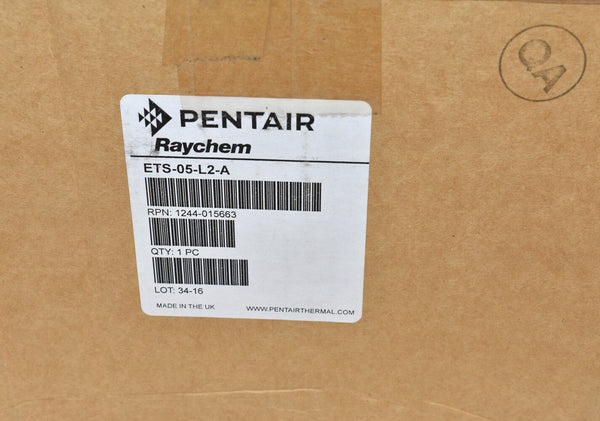 QA
PENTAIR
Raychem
ETS-05-L2-A
RPN: 1244-015663
QTY: 1 PC
LOT: 34-16
MADE IN THE UK WWW.PENTAIRTHERMAL.COM